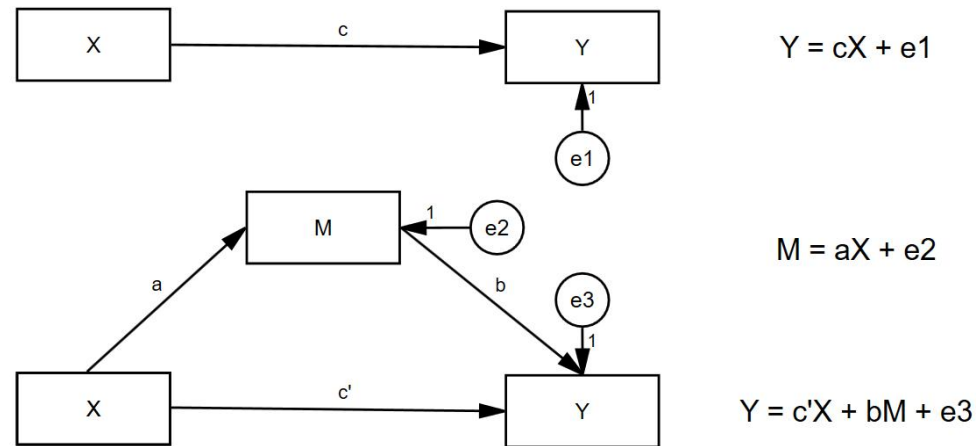 X
c
Y
Y = cX + e1
1
e1
M
1
e2
M = aX + e2
a
b
e3
1
X
c'
Y
Y = c'X + bM + e3